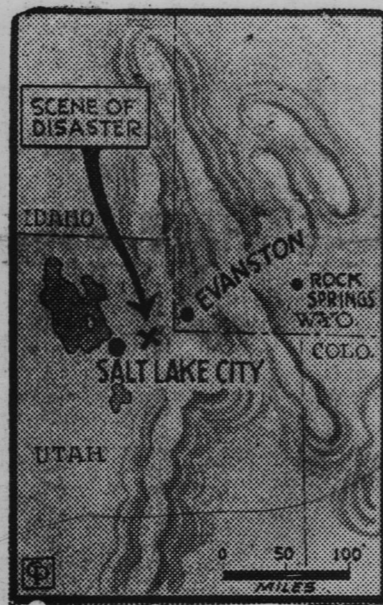 SCENE OF
DISASTER
IDAHO
EVANSTON
ROCK
SPRINGS
WYO.
COLO.
SALT LAKE CITY
UTAH
0 50 100
MILES